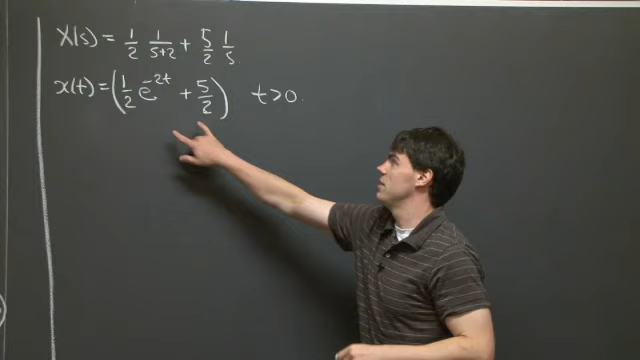 X(s) = 1/2 1/(s+2) + 5/2 1/s.
x(t) = (1/2 e^{-2t} + 5/2) t>0.